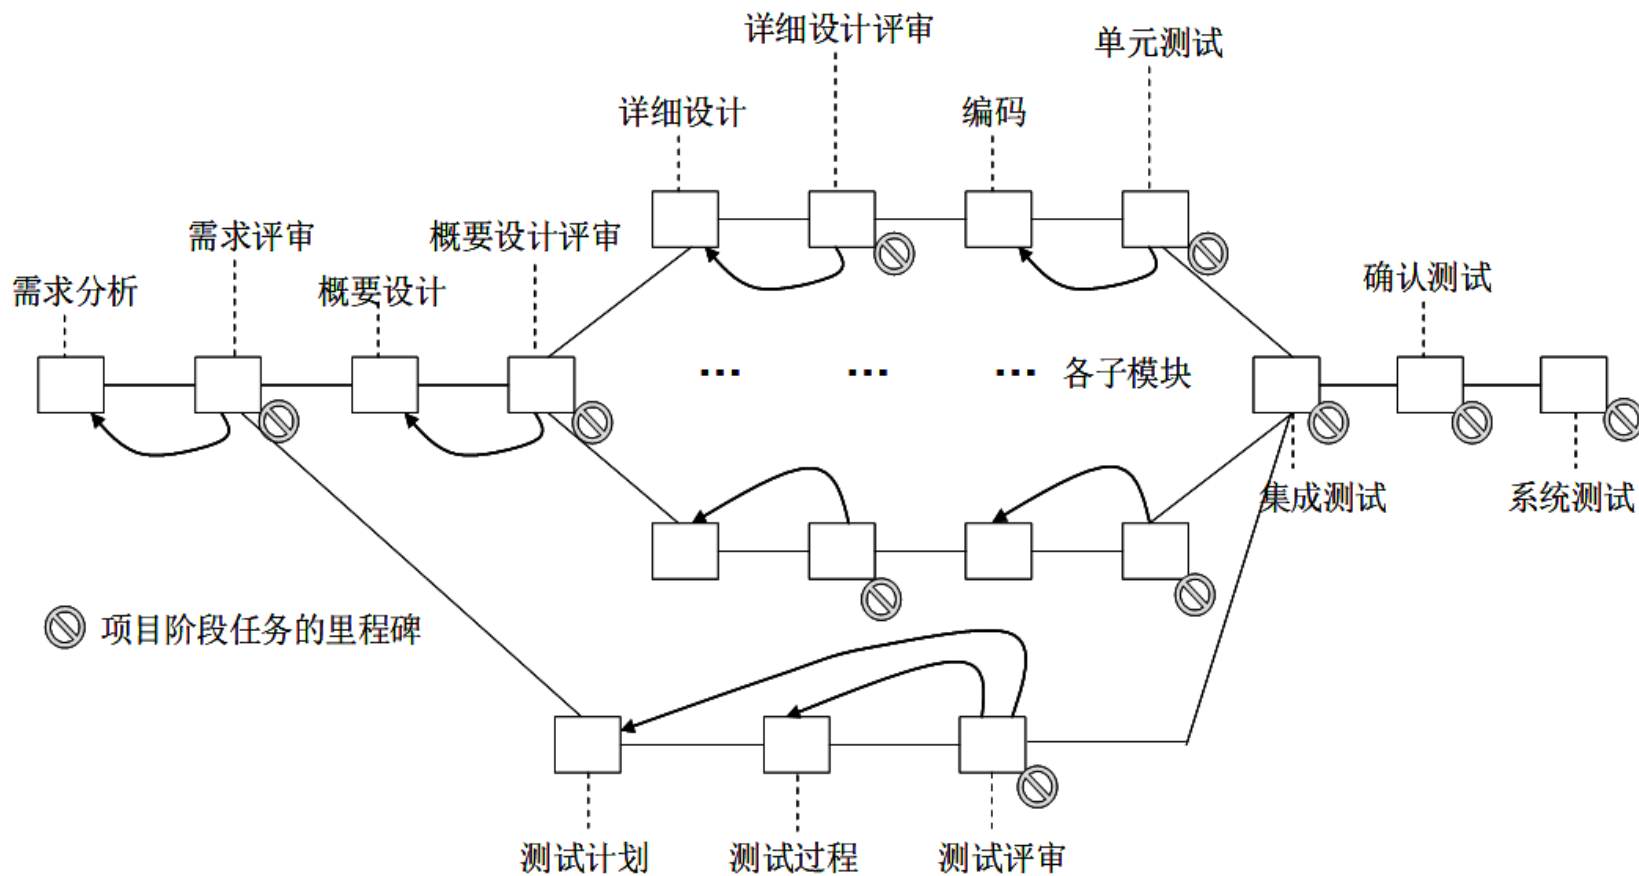 详细设计评审
单元测试
详细设计
编码
需求评审
概要设计评审
需求分析
概要设计
确认测试
... ... ... 各子模块
集成测试
系统测试
项目阶段任务的里程碑
测试计划
测试过程
测试评审